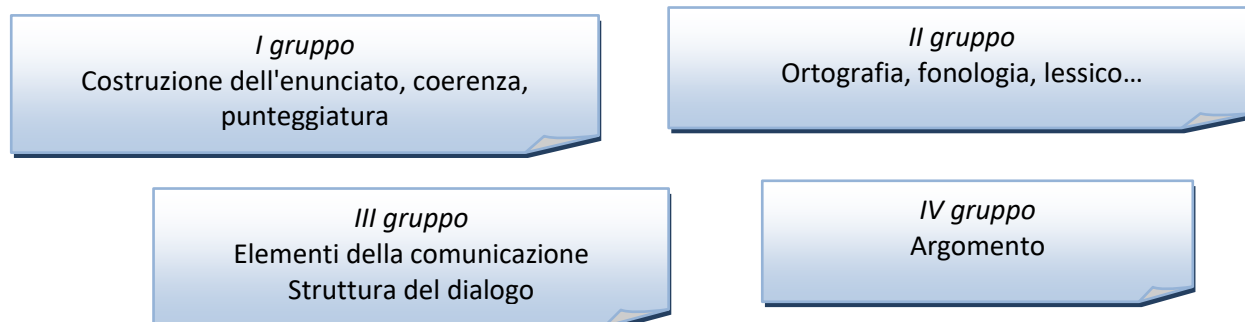 I gruppo
Costruzione dell'enunciato, coerenza,
punteggiatura
II gruppo
Ortografia, fonologia, lessico…
III gruppo
Elementi della comunicazione
Struttura del dialogo
IV gruppo
Argomento